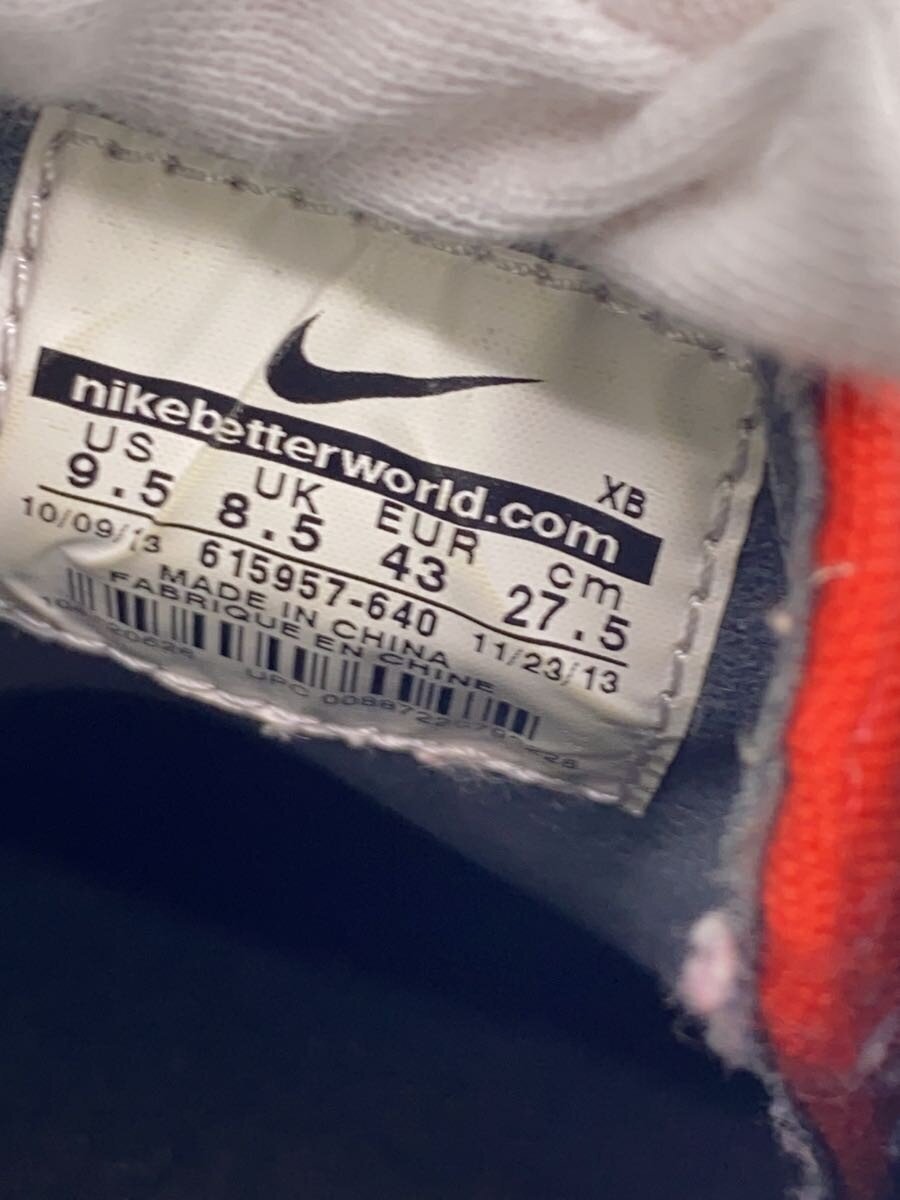 nikebetterworld.com
XB
US UK EUR cm
9.5 8.5 43 27.5
10/09/13 615957-640 11/23/13
MADE IN CHINA
FABRIQUE EN CHINE
UPC